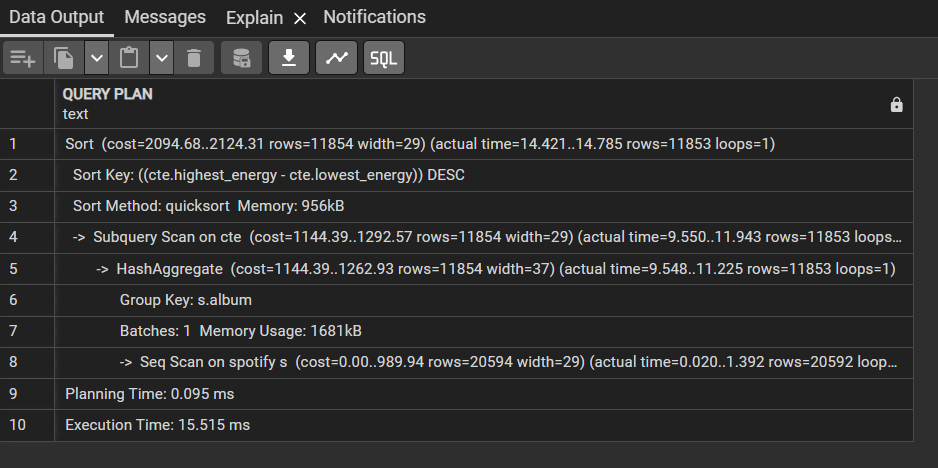 Data Output Messages Explain × Notifications
SQL
QUERY PLAN
text
1 Sort (cost=2094.68..2124.31 rows=11854 width=29) (actual time=14.421..14.785 rows=11853 loops=1)
2 Sort Key: ((cte.highest_energy - cte.lowest_energy)) DESC
3 Sort Method: quicksort Memory: 956kB
4 -> Subquery Scan on cte (cost=1144.39..1292.57 rows=11854 width=29) (actual time=9.550..11.943 rows=11853 loops...
5 -> HashAggregate (cost=1144.39..1262.93 rows=11854 width=37) (actual time=9.548..11.225 rows=11853 loops=1)
6 Group Key: s.album
7 Batches: 1 Memory Usage: 1681kB
8 -> Seq Scan on spotify s (cost=0.00..989.94 rows=20594 width=29) (actual time=0.020..1.392 rows=20592 loop...
9 Planning Time: 0.095 ms
10 Execution Time: 15.515 ms